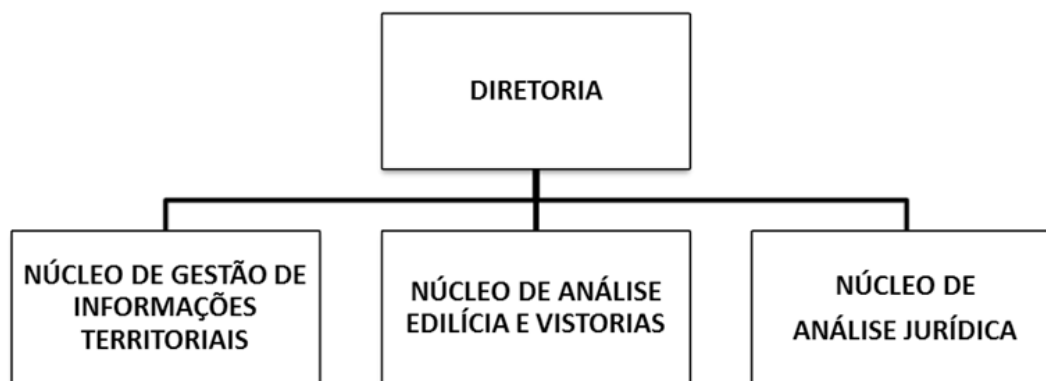 DIRETORIA
NÚCLEO DE GESTÃO DE
INFORMAÇÕES
TERRITORIAIS
NÚCLEO DE ANÁLISE
EDILÍCIA E VISTORIAS
NÚCLEO DE
ANÁLISE JURÍDICA